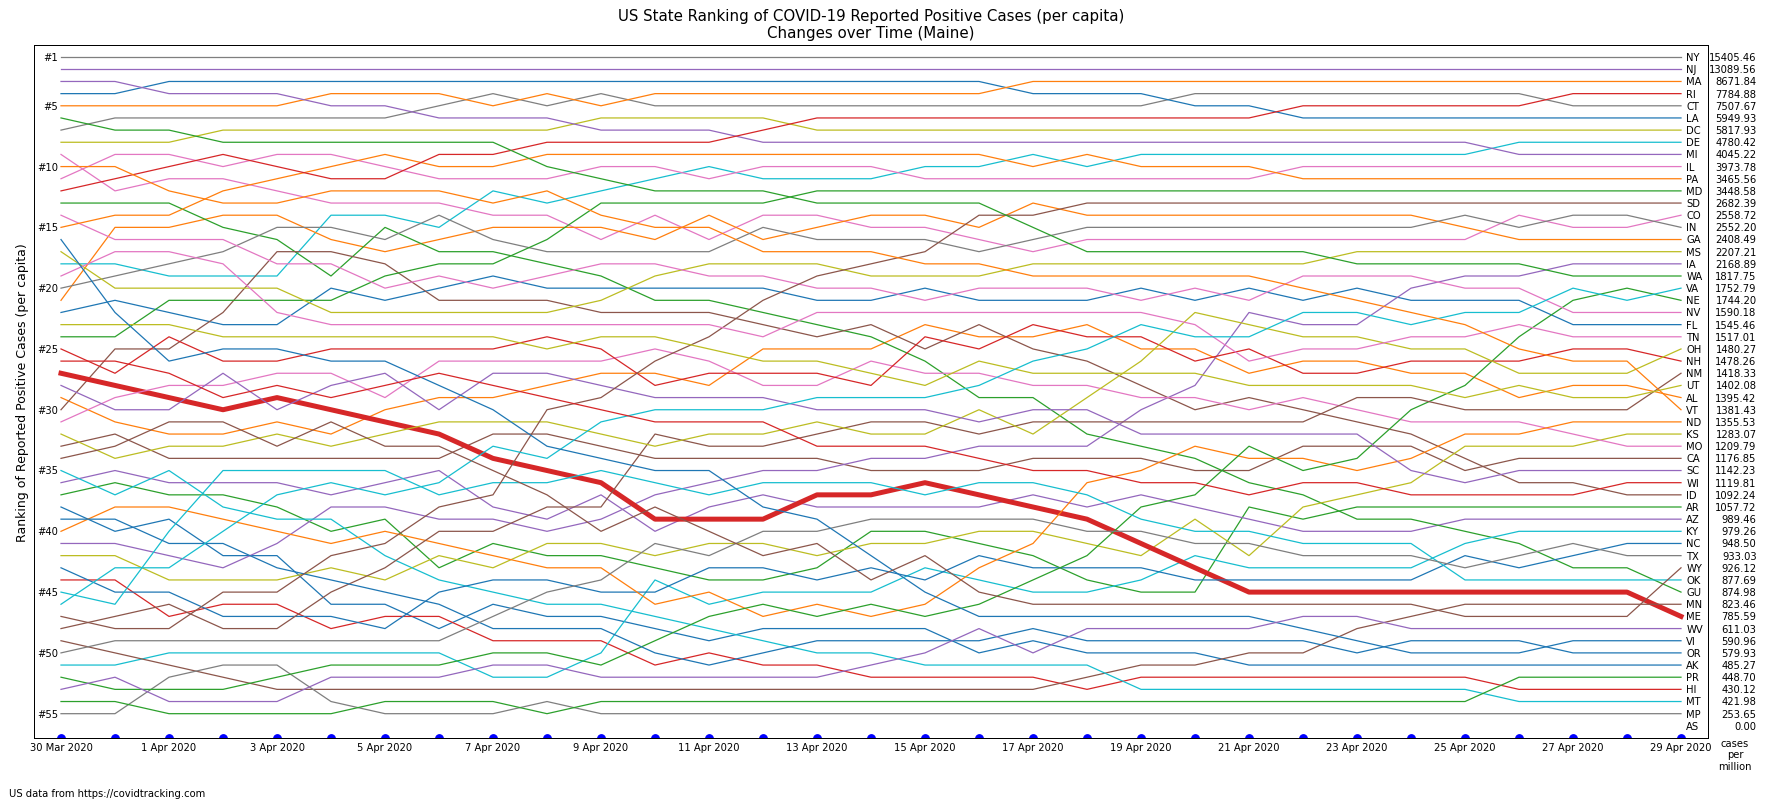 US State Ranking of COVID-19 Reported Positive Cases (per capita)
Changes over Time (Maine)
Ranking of Reported Positive Cases (per capita)
#1
#5
#10
#15
#20
#25
#30
#35
#40
#45
#50
#55
NY 15405.46
NJ 13089.56
MA 8671.84
RI 7784.88
CT 7507.67
LA 5949.93
DC 5817.93
DE 4780.42
MI 4045.22
IL 3973.78
PA 3465.56
MD 3448.58
SD 2682.39
CO 2558.72
IN 2552.20
GA 2408.49
MS 2207.21
IA 2168.89
WA 1817.75
VA 1752.79
NE 1744.20
NV 1590.18
FL 1545.46
TN 1517.01
OH 1480.27
NH 1478.27
NM 1418.33
UT 1402.08
AL 1395.42
VT 1381.43
ND 1355.53
KS 1283.07
MO 1209.79
CA 1176.85
SC 1142.23
WI 1119.81
ID 1092.24
AR 1057.72
AZ 989.46
KY 979.26
NC 948.50
TX 933.03
WY 926.12
OK 877.69
GU 874.98
MN 823.46
ME 785.59
WV 611.03
VI 590.96
OR 579.93
AK 485.27
PR 448.70
HI 430.12
MT 421.98
MP 253.65
AS 0.00
30 Mar 2020
1 Apr 2020
3 Apr 2020
5 Apr 2020
7 Apr 2020
9 Apr 2020
11 Apr 2020
13 Apr 2020
15 Apr 2020
17 Apr 2020
19 Apr 2020
21 Apr 2020
23 Apr 2020
25 Apr 2020
27 Apr 2020
29 Apr 2020
cases
per
million
US data from https://covidtracking.com